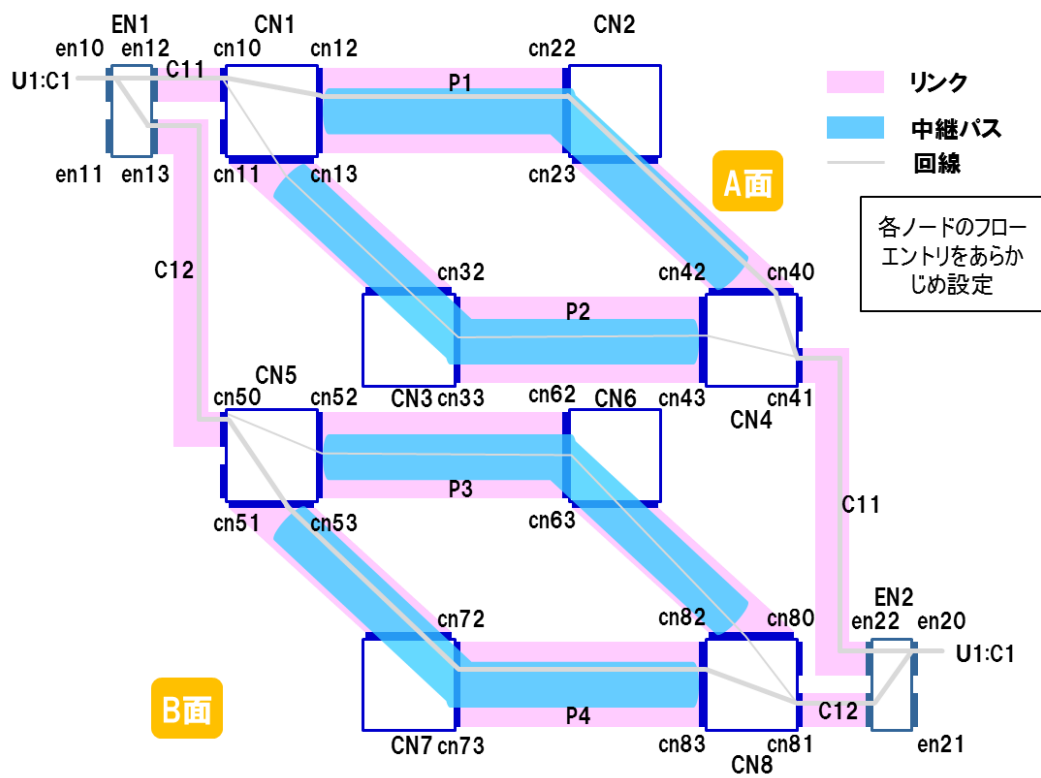 EN1
CN1
CN2
en10
en12
cn10
cn12
cn22
C11
U1:C1
P1
リンク
中継パス
回線
en11
en13
cn11
cn13
cn23
A面
各ノードのフロー
エントリをあらか
じめ設定
C12
cn32
cn42
cn40
P2
CN5
cn50
cn52
CN3
cn33
cn62
CN6
cn43
cn41
CN4
P3
cn51
cn53
cn63
C11
cn72
cn82
cn80
EN2
en22
en20
U1:C1
B面
P4
C12
CN7
cn73
cn83
cn81
CN8
en21